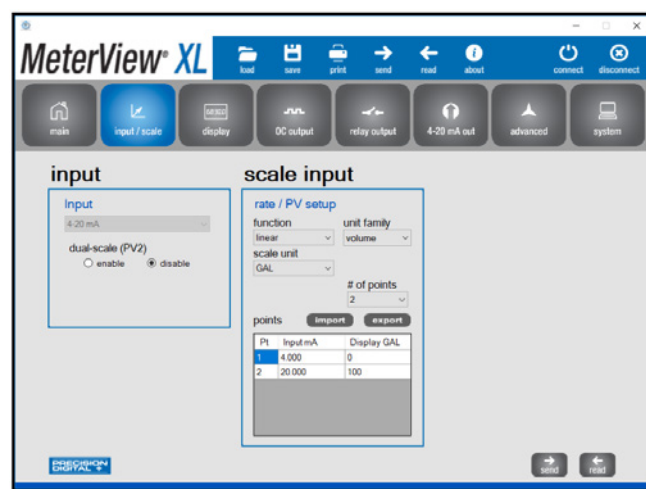 MeterView® XL
load save print send read about connect disconnect
main input / scale display OC output relay output 4-20 mA out advanced system
input
Input
4-20 mA
dual-scale (PV2)
enable disable
scale input
rate / PV setup
function unit family
linear volume
scale unit
GAL
# of points
2
points import export
Pt Input mA Display GAL
1 4.000 0
2 20.000 100
PRECISION
DIGITAL
send read